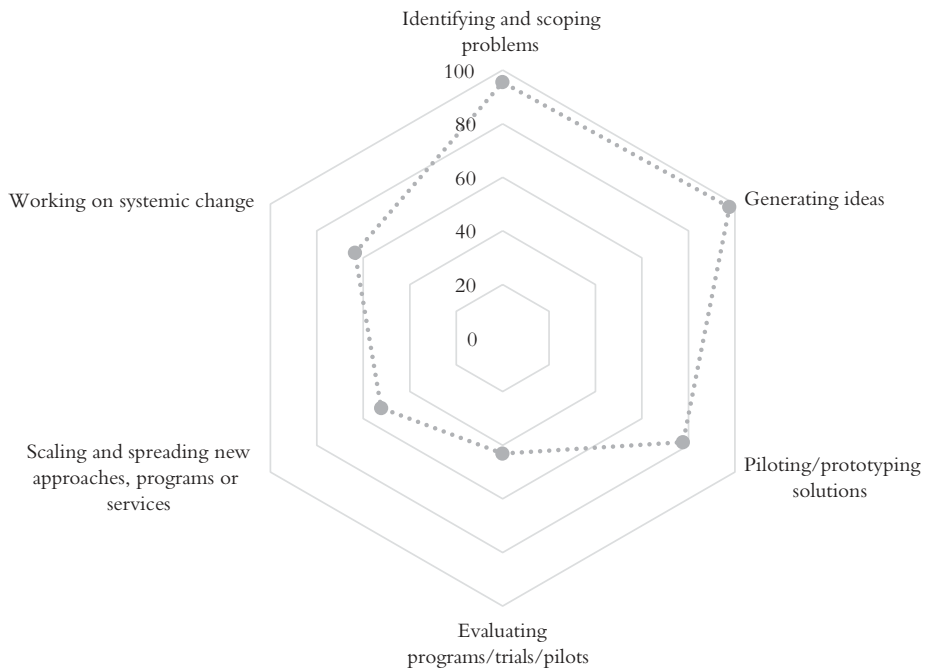 Identifying and scoping
problems
100
80
60
40
20
0
Generating ideas
Piloting/prototyping
solutions
Evaluating
programs/trials/pilots
Scaling and spreading new
approaches, programs or
services
Working on systemic change